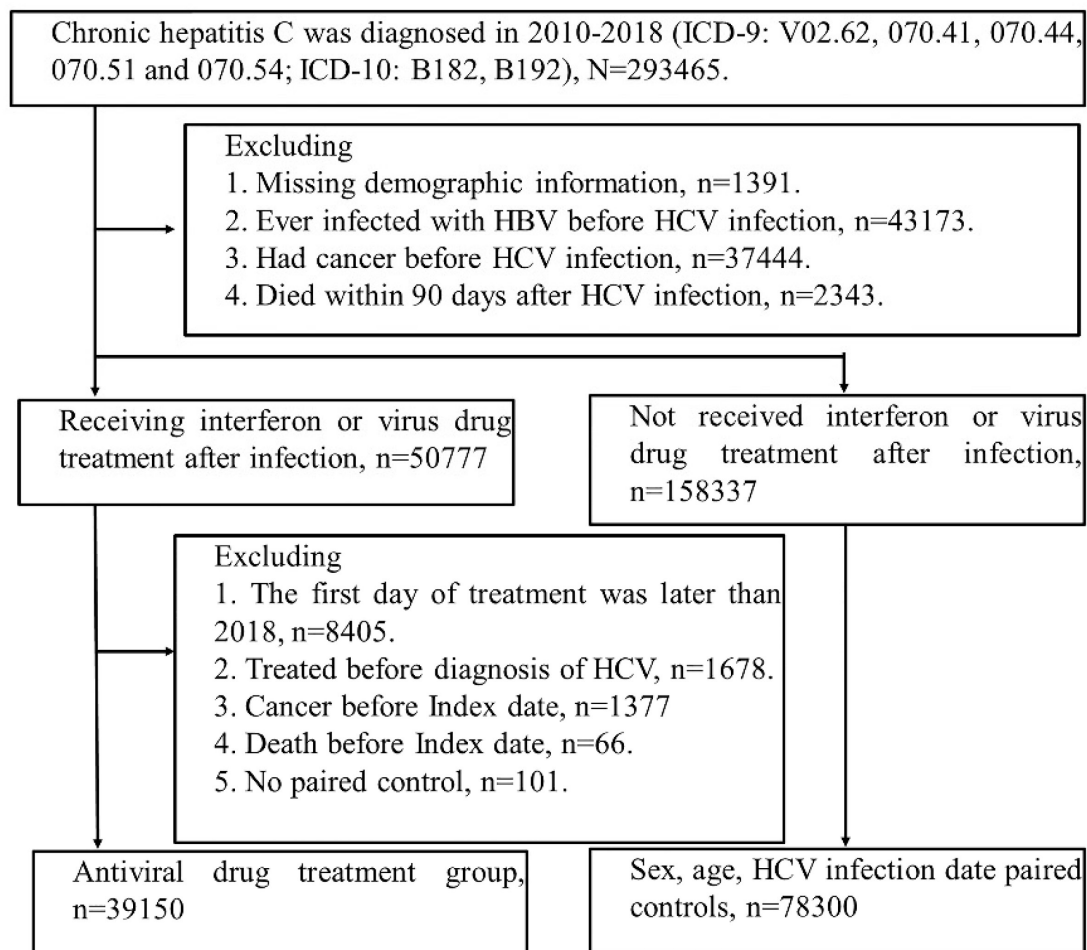 Chronic hepatitis C was diagnosed in 2010-2018 (ICD-9: V02.62, 070.41, 070.44,
070.51 and 070.54; ICD-10: B182, B192), N=293465.
Excluding
1. Missing demographic information, n=1391.
2. Ever infected with HBV before HCV infection, n=43173.
3. Had cancer before HCV infection, n=37444.
4. Died within 90 days after HCV infection, n=2343.
Receiving interferon or virus drug
treatment after infection, n=50777
Not received interferon or virus
drug treatment after infection,
n=158337
Excluding
1. The first day of treatment was later than
2018, n=8405.
2. Treated before diagnosis of HCV, n=1678.
3. Cancer before Index date, n=1377
4. Death before Index date, n=66.
5. No paired control, n=101.
Antiviral drug treatment group,
n=39150
Sex, age, HCV infection date paired
controls, n=78300